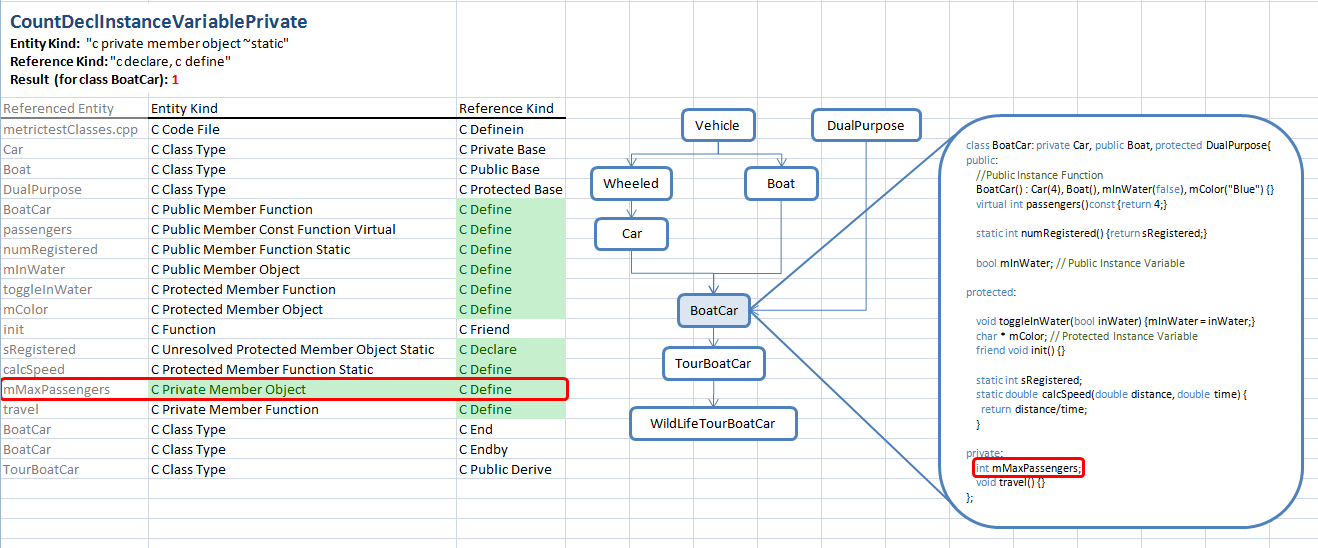 CountDeclInstanceVariablePrivate
Entity Kind: "c private member object ~static"
Reference Kind: "c declare, c define"
Result (for class BoatCar): 1
Referenced Entity Entity Kind Reference Kind
metrictestClasses.cpp C Code File C Definein
Car C Class Type C Private Base
Boat C Class Type C Public Base
DualPurpose C Class Type C Protected Base
BoatCar C Public Member Function C Define
passengers C Public Member Const Function Virtual C Define
numRegistered C Public Member Function Static C Define
mInWater C Public Member Object C Define
toggleInWater C Protected Member Function C Define
mColor C Protected Member Object C Define
init C Function C Friend
sRegistered C Unresolved Protected Member Object Static C Declare
calcSpeed C Protected Member Function Static C Define
mMaxPassengers C Private Member Object C Define
travel C Private Member Function C Define
BoatCar C Class Type C End
BoatCar C Class Type C Endby
TourBoatCar C Class Type C Public Derive
Vehicle
DualPurpose
Wheeled
Boat
Car
BoatCar
TourBoatCar
WildLifeTourBoatCar
class BoatCar: private Car, public Boat, protected DualPurpose{
public:
//Public Instance Function
BoatCar() : Car(4), Boat(), mInWater(false), mColor("Blue") {}
virtual int passengers()const {return 4;}
static int numRegistered() {return sRegistered;}
bool mInWater; // Public Instance Variable
protected:
void toggleInWater(bool inWater) {mInWater = inWater;}
char * mColor; // Protected Instance Variable
friend void init() {}
static int sRegistered;
static double calcSpeed(double distance, double time) {
return distance/time;
}
private:
int mMaxPassengers;
void travel() {}
};